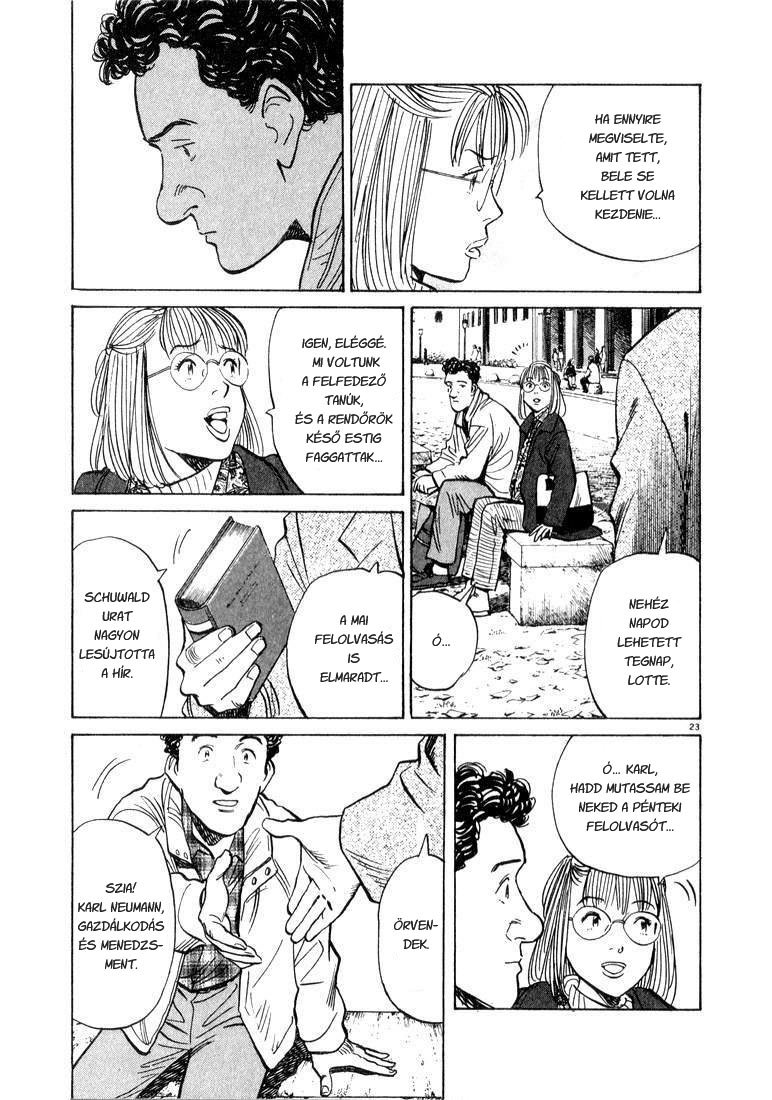 HA ENNYIRE
MEGVISELTE,
AMIT TETT,
BELE SE
KELLETT VOLNA
KEZDENIE...
NEHÉZ
NAPOD
LEHETETT
TEGNAP,
LOTTE.
Ó...
IGEN, ELÉGGÉ.
MI VOLTUNK
A FELFEDEZŐ
TANÚK,
ÉS A RENDŐRÖK
KÉSŐ ESTIG
FAGGATTAK...
A MAI
FELOLVASÁS
IS
ELMARADT...
SCHUWALD
URAT
NAGYON
LESÚJTOTTA
A HÍR.
23
Ó... KARL,
HADD MUTASSAM BE
NEKED A PÉNTEKI
FELOLVASÓT...
ÖRVEN-
DEK.
SZIA!
KARL NEUMANN,
GAZDÁLKODÁS
ÉS MENEDZS-
MENT.